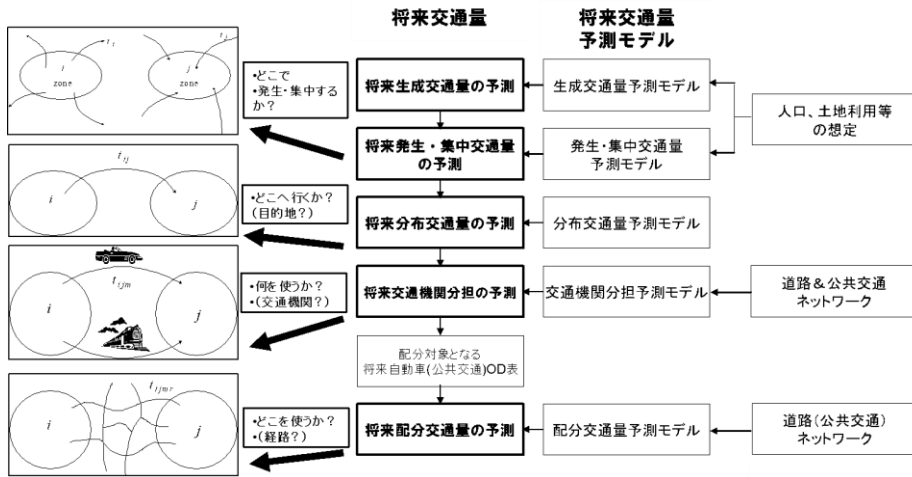 将来交通量
将来交通量
予測モデル
t_i
i
zone
t_j
j
zone
•どこで
•発生・集中する
か？
将来生成交通量の予測
生成交通量予測モデル
人口、土地利用等
の想定
将来発生・集中交通量
の予測
発生・集中交通量
予測モデル
t_ij
i
j
•どこへ行くか？
(目的地？)
将来分布交通量の予測
分布交通量予測モデル
t_ijm
i
j
•何を使うか？
•(交通機関？)
将来交通機関分担の予測
交通機関分担予測モデル
道路＆公共交通
ネットワーク
配分対象となる
将来自動車(公共交通)OD表
t_ijmr
i
j
•どこを使うか？
•(経路？)
将来配分交通量の予測
配分交通量予測モデル
道路(公共交通)
ネットワーク